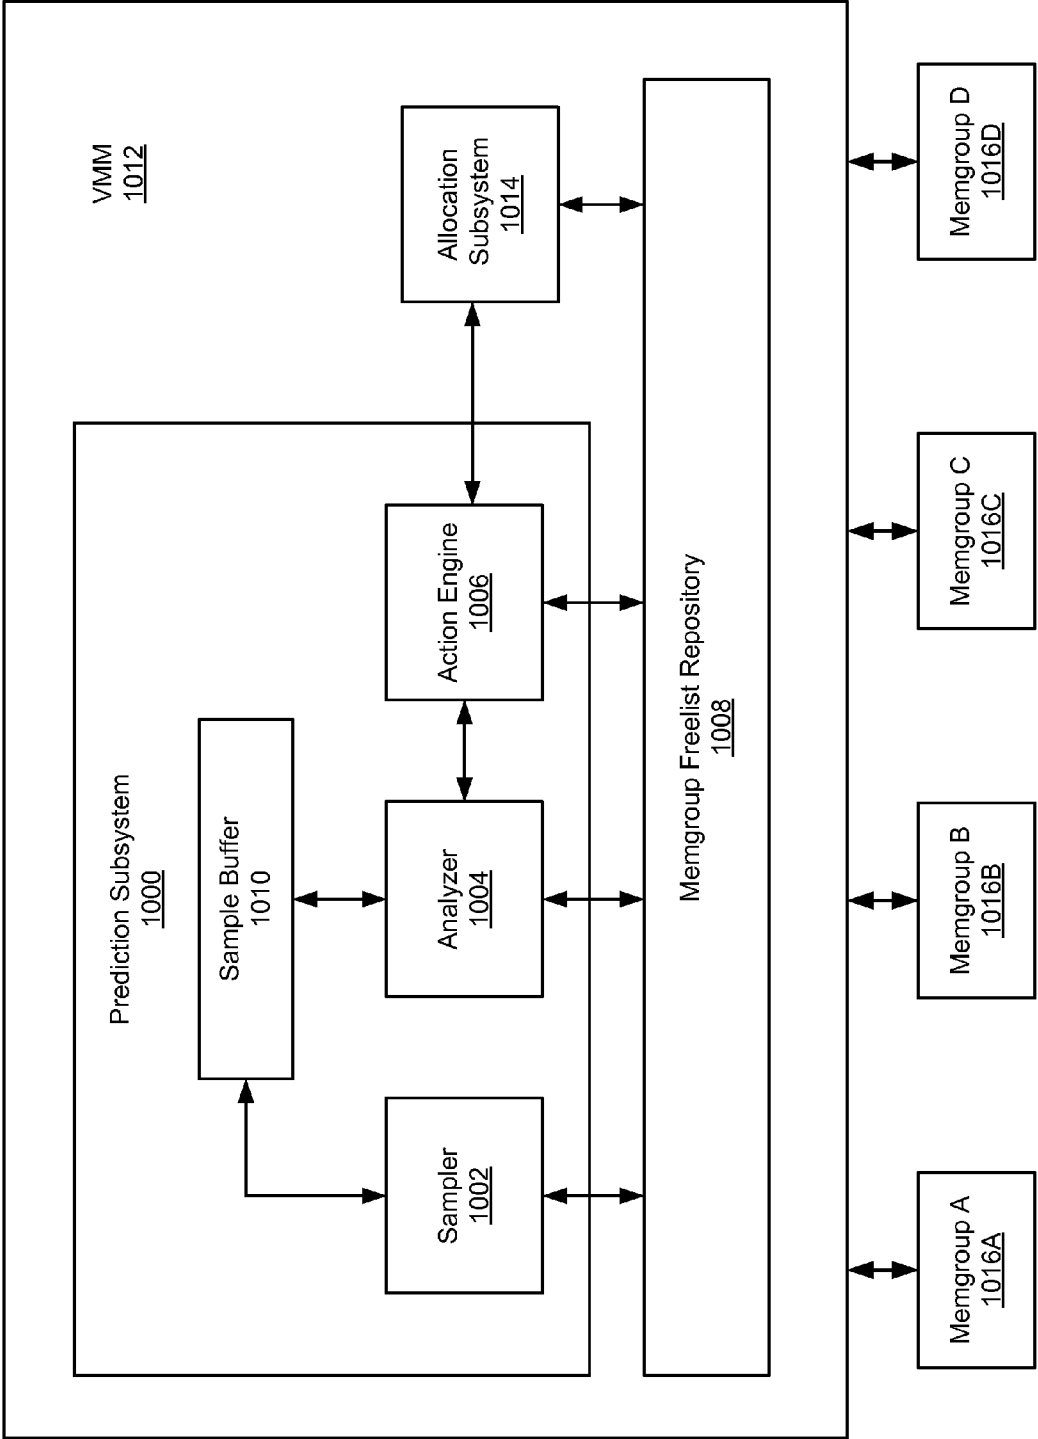 VMM
1012
Prediction Subsystem
1000
Sample Buffer
1010
Sampler
1002
Analyzer
1004
Action Engine
1006
Allocation
Subsystem
1014
Memgroup Freelist Repository
1008
Memgroup A
1016A
Memgroup B
1016B
Memgroup C
1016C
Memgroup D
1016D